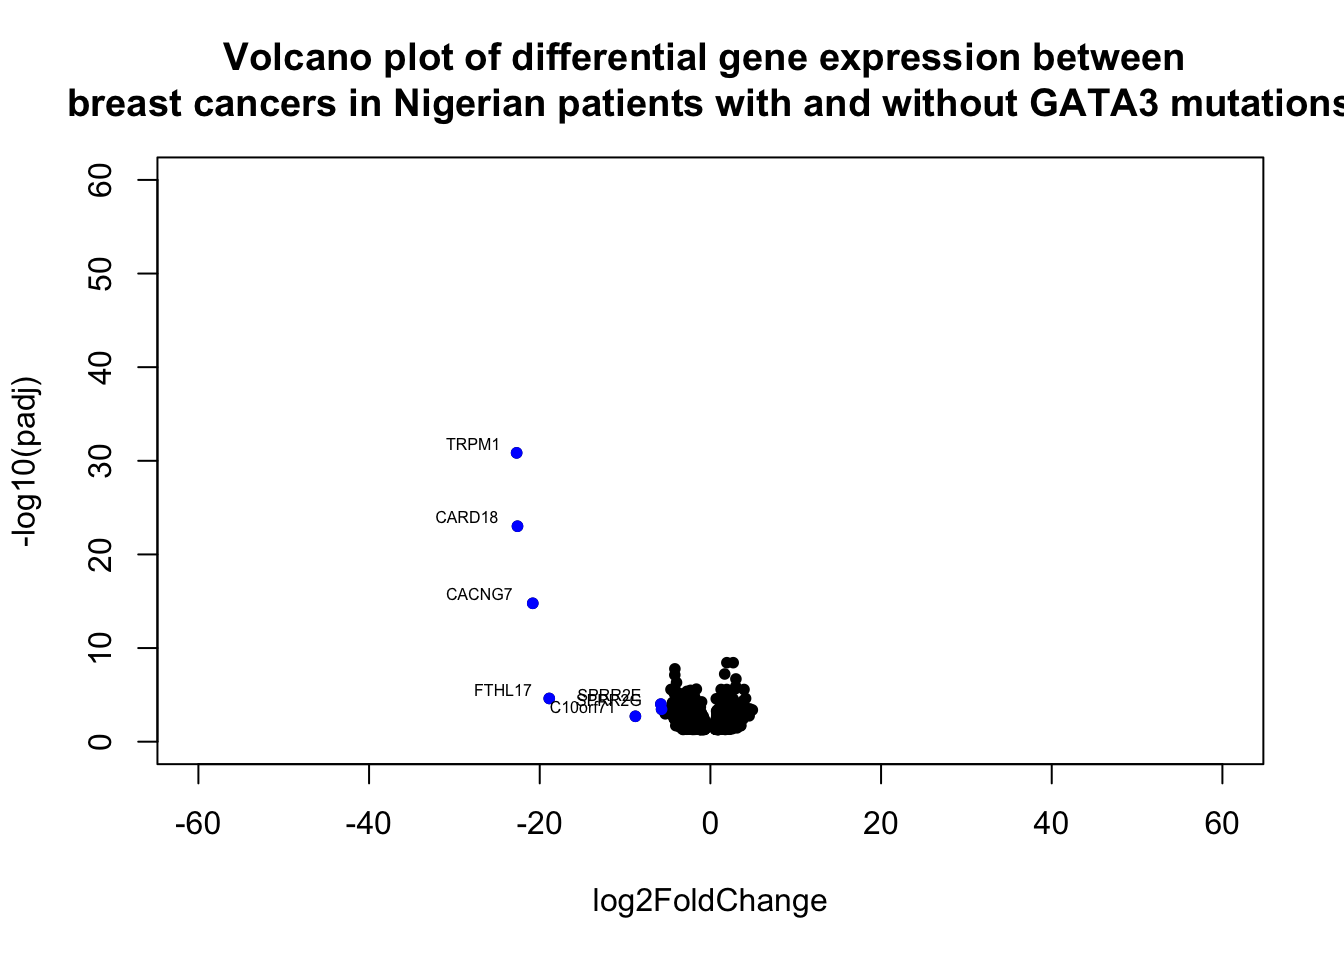 Volcano plot of differential gene expression between
breast cancers in Nigerian patients with and without GATA3 mutations
60
50
40
30
20
10
0
-log10(padj)
TRPM1
CARD18
CACNG7
FTHL17
SPRR2E
SPRR2G
C10orf71
-60 -40 -20 0 20 40 60
log2FoldChange